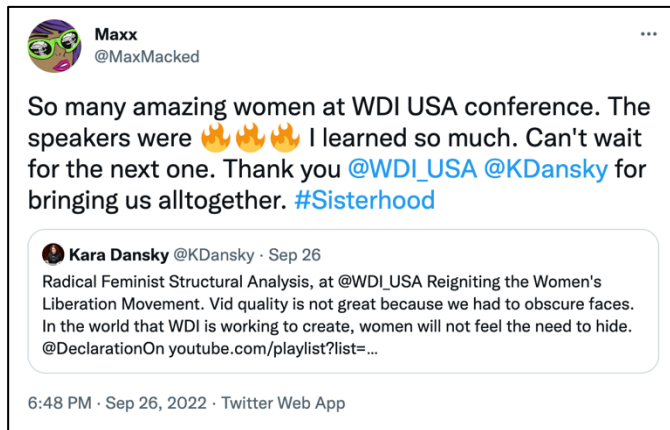 Maxx
@MaxMacked
So many amazing women at WDI USA conference. The
speakers were 🔥🔥🔥 I learned so much. Can't wait
for the next one. Thank you @WDI_USA @KDansky for
bringing us alltogether. #Sisterhood
Kara Dansky @KDansky · Sep 26
Radical Feminist Structural Analysis, at @WDI_USA Reigniting the Women's
Liberation Movement. Vid quality is not great because we had to obscure faces.
In the world that WDI is working to create, women will not feel the need to hide.
@DeclarationOn youtube.com/playlist?list=...
6:48 PM · Sep 26, 2022 · Twitter Web App